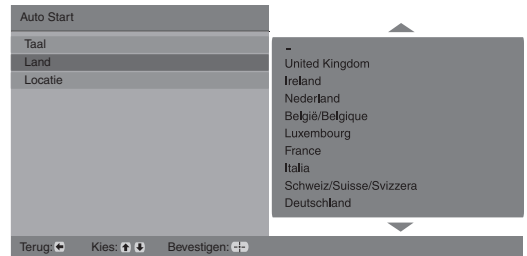 Auto Start
Taal
Land
Locatie
–
United Kingdom
Ireland
Nederland
België/Belgique
Luxembourg
France
Italia
Schweiz/Suisse/Svizzera
Deutschland
Terug: Kies: Bevestigen: